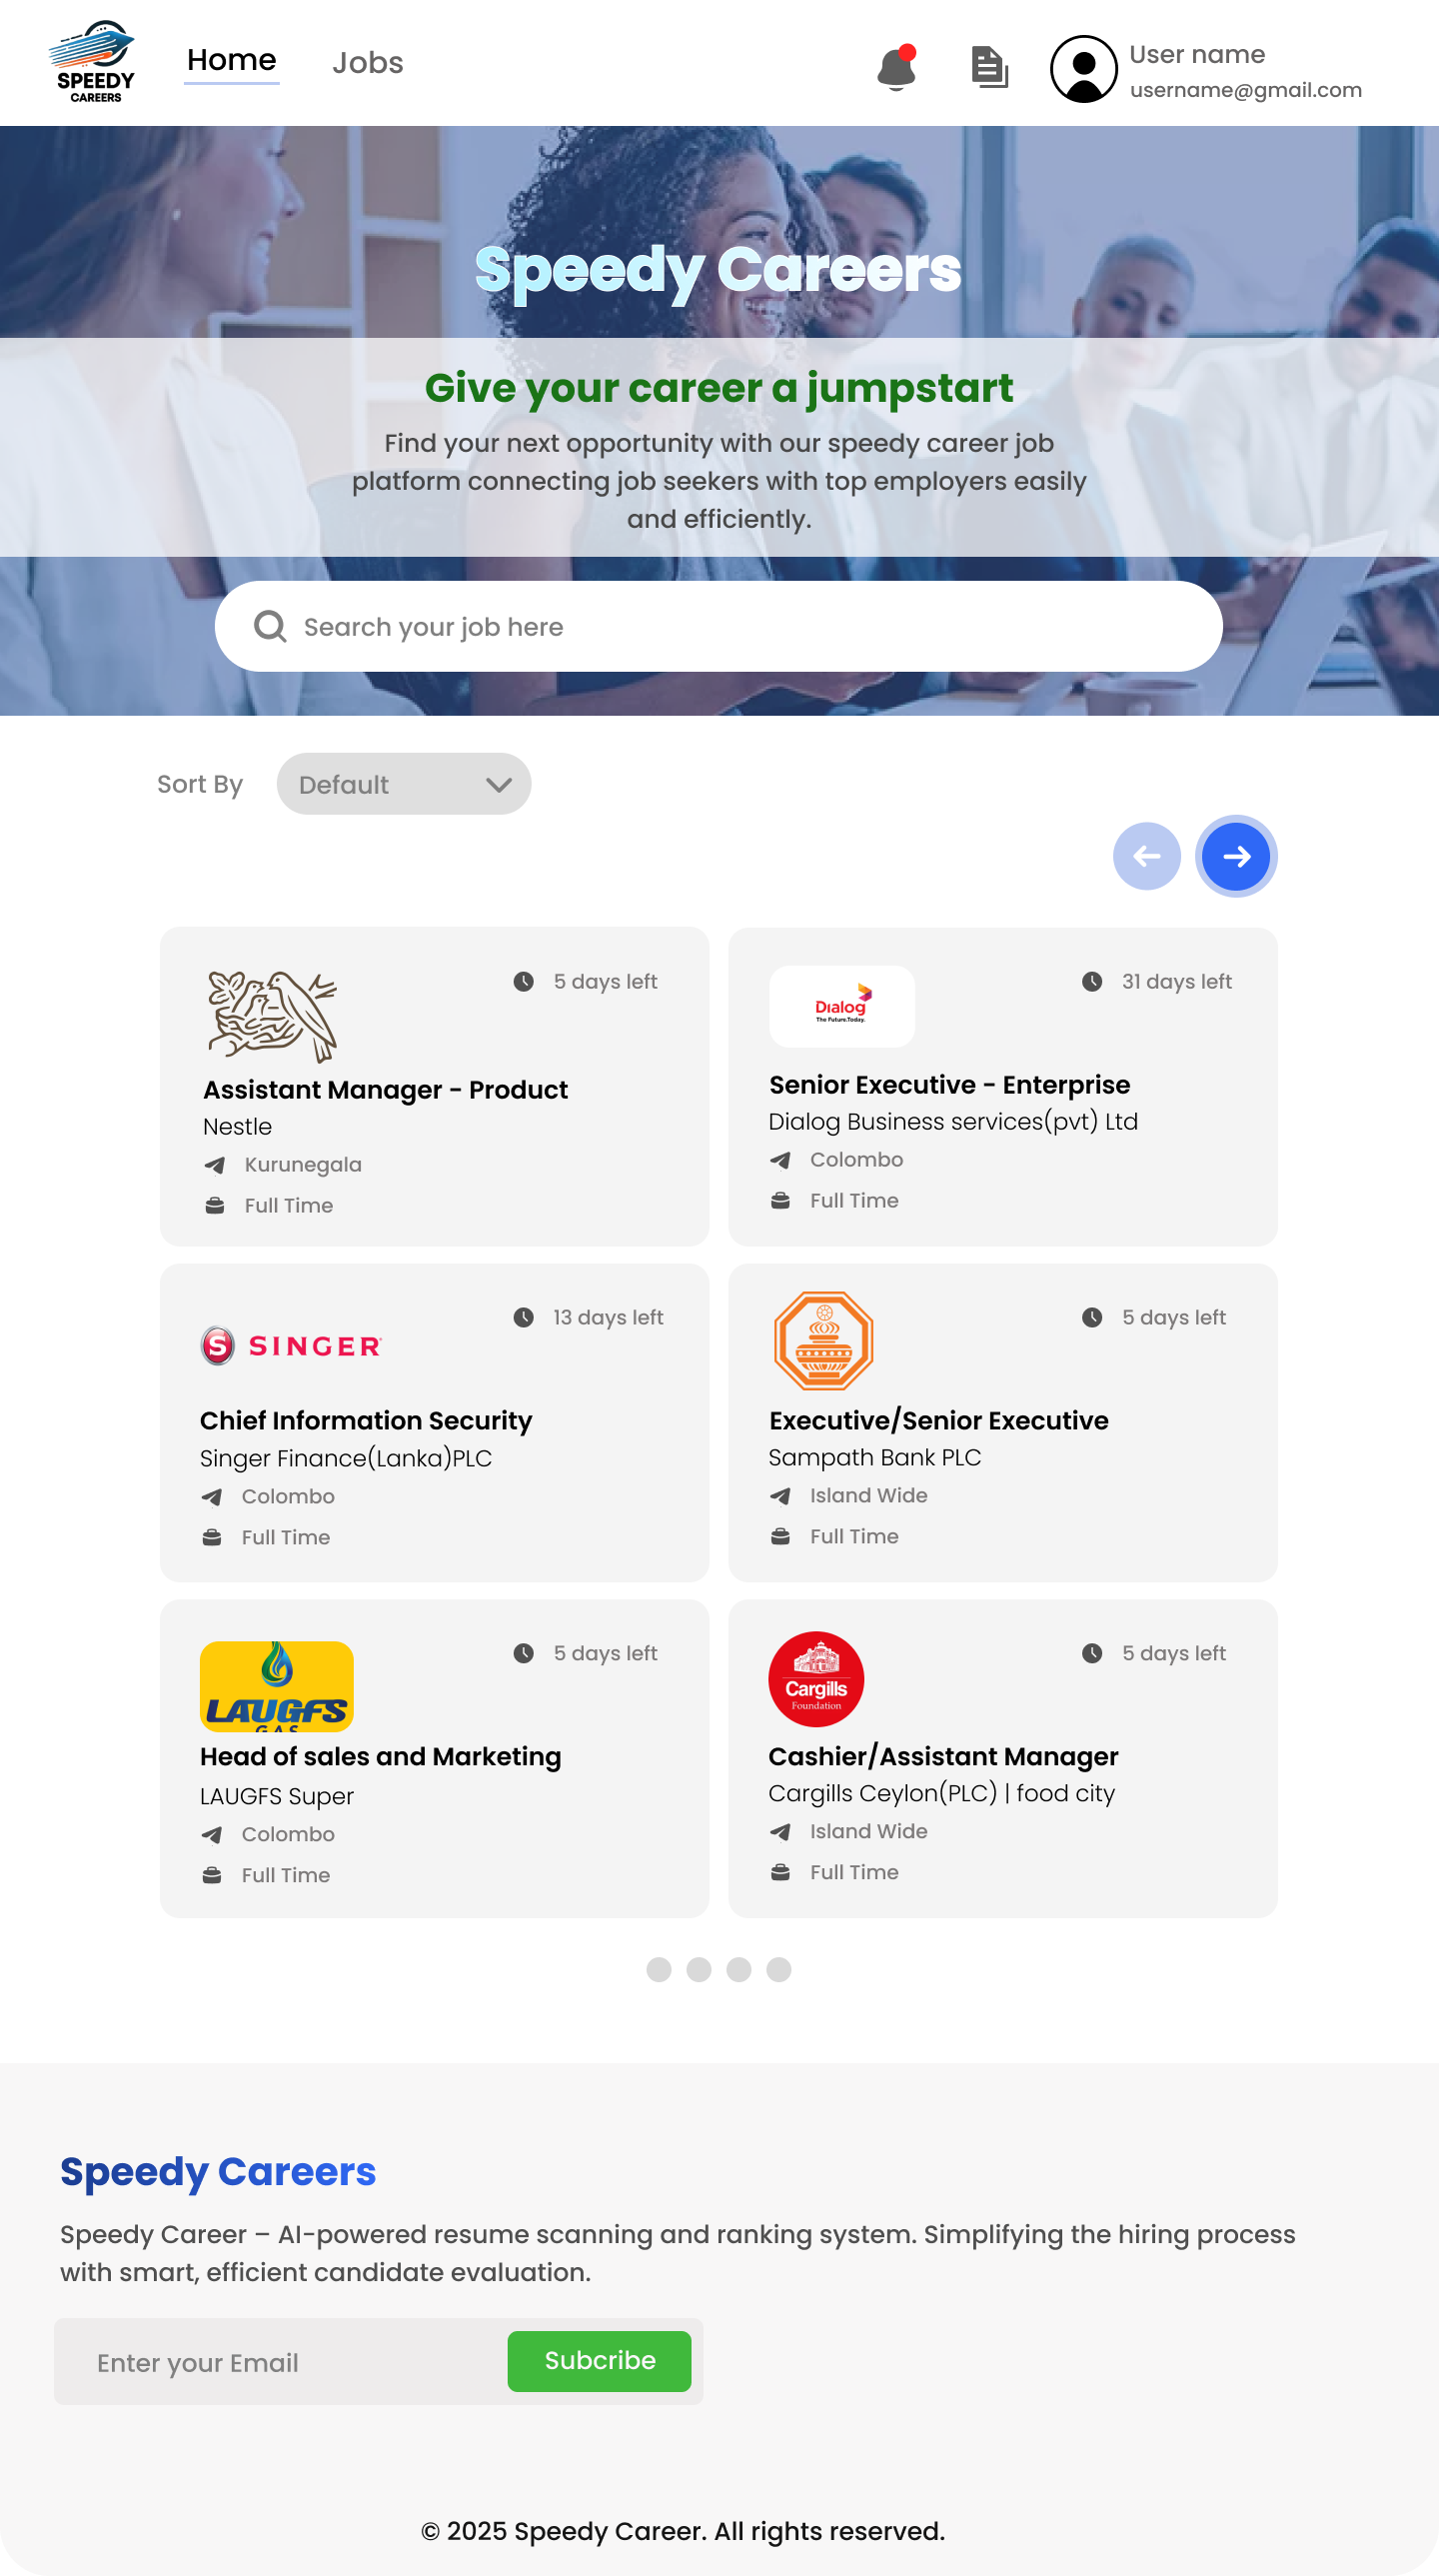 SPEEDY
CAREERS
Home
Jobs
User name
username@gmail.com
Speedy Careers
Give your career a jumpstart
Find your next opportunity with our speedy career job
platform connecting job seekers with top employers easily
and efficiently.
Search your job here
Sort By
Default
5 days left
Assistant Manager - Product
Nestle
Kurunegala
Full Time
Dialog
The Future.Today.
31 days left
Senior Executive - Enterprise
Dialog Business services(pvt) Ltd
Colombo
Full Time
S SINGER
13 days left
Chief Information Security
Singer Finance(Lanka)PLC
Colombo
Full Time
5 days left
Executive/Senior Executive
Sampath Bank PLC
Island Wide
Full Time
LAUGFS
GAS
5 days left
Head of sales and Marketing
LAUGFS Super
Colombo
Full Time
Cargills
Foundation
5 days left
Cashier/Assistant Manager
Cargills Ceylon(PLC) | food city
Island Wide
Full Time
Speedy Careers
Speedy Career – AI-powered resume scanning and ranking system. Simplifying the hiring process
with smart, efficient candidate evaluation.
Enter your Email
Subcribe
© 2025 Speedy Career. All rights reserved.